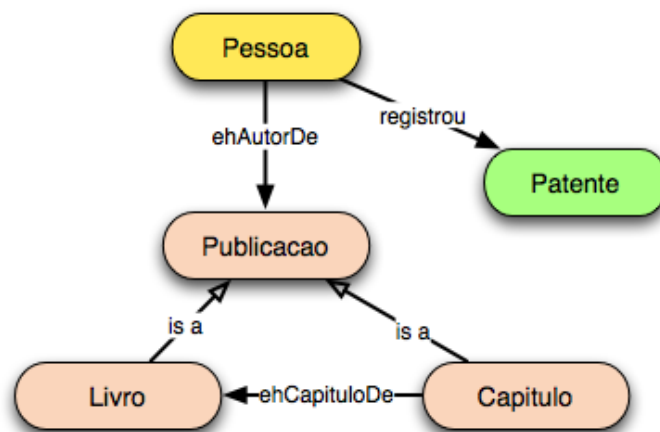 Pessoa
registrou
ehAutorDe
Patente
Publicacao
is a
is a
Livro
ehCapituloDe
Capitulo